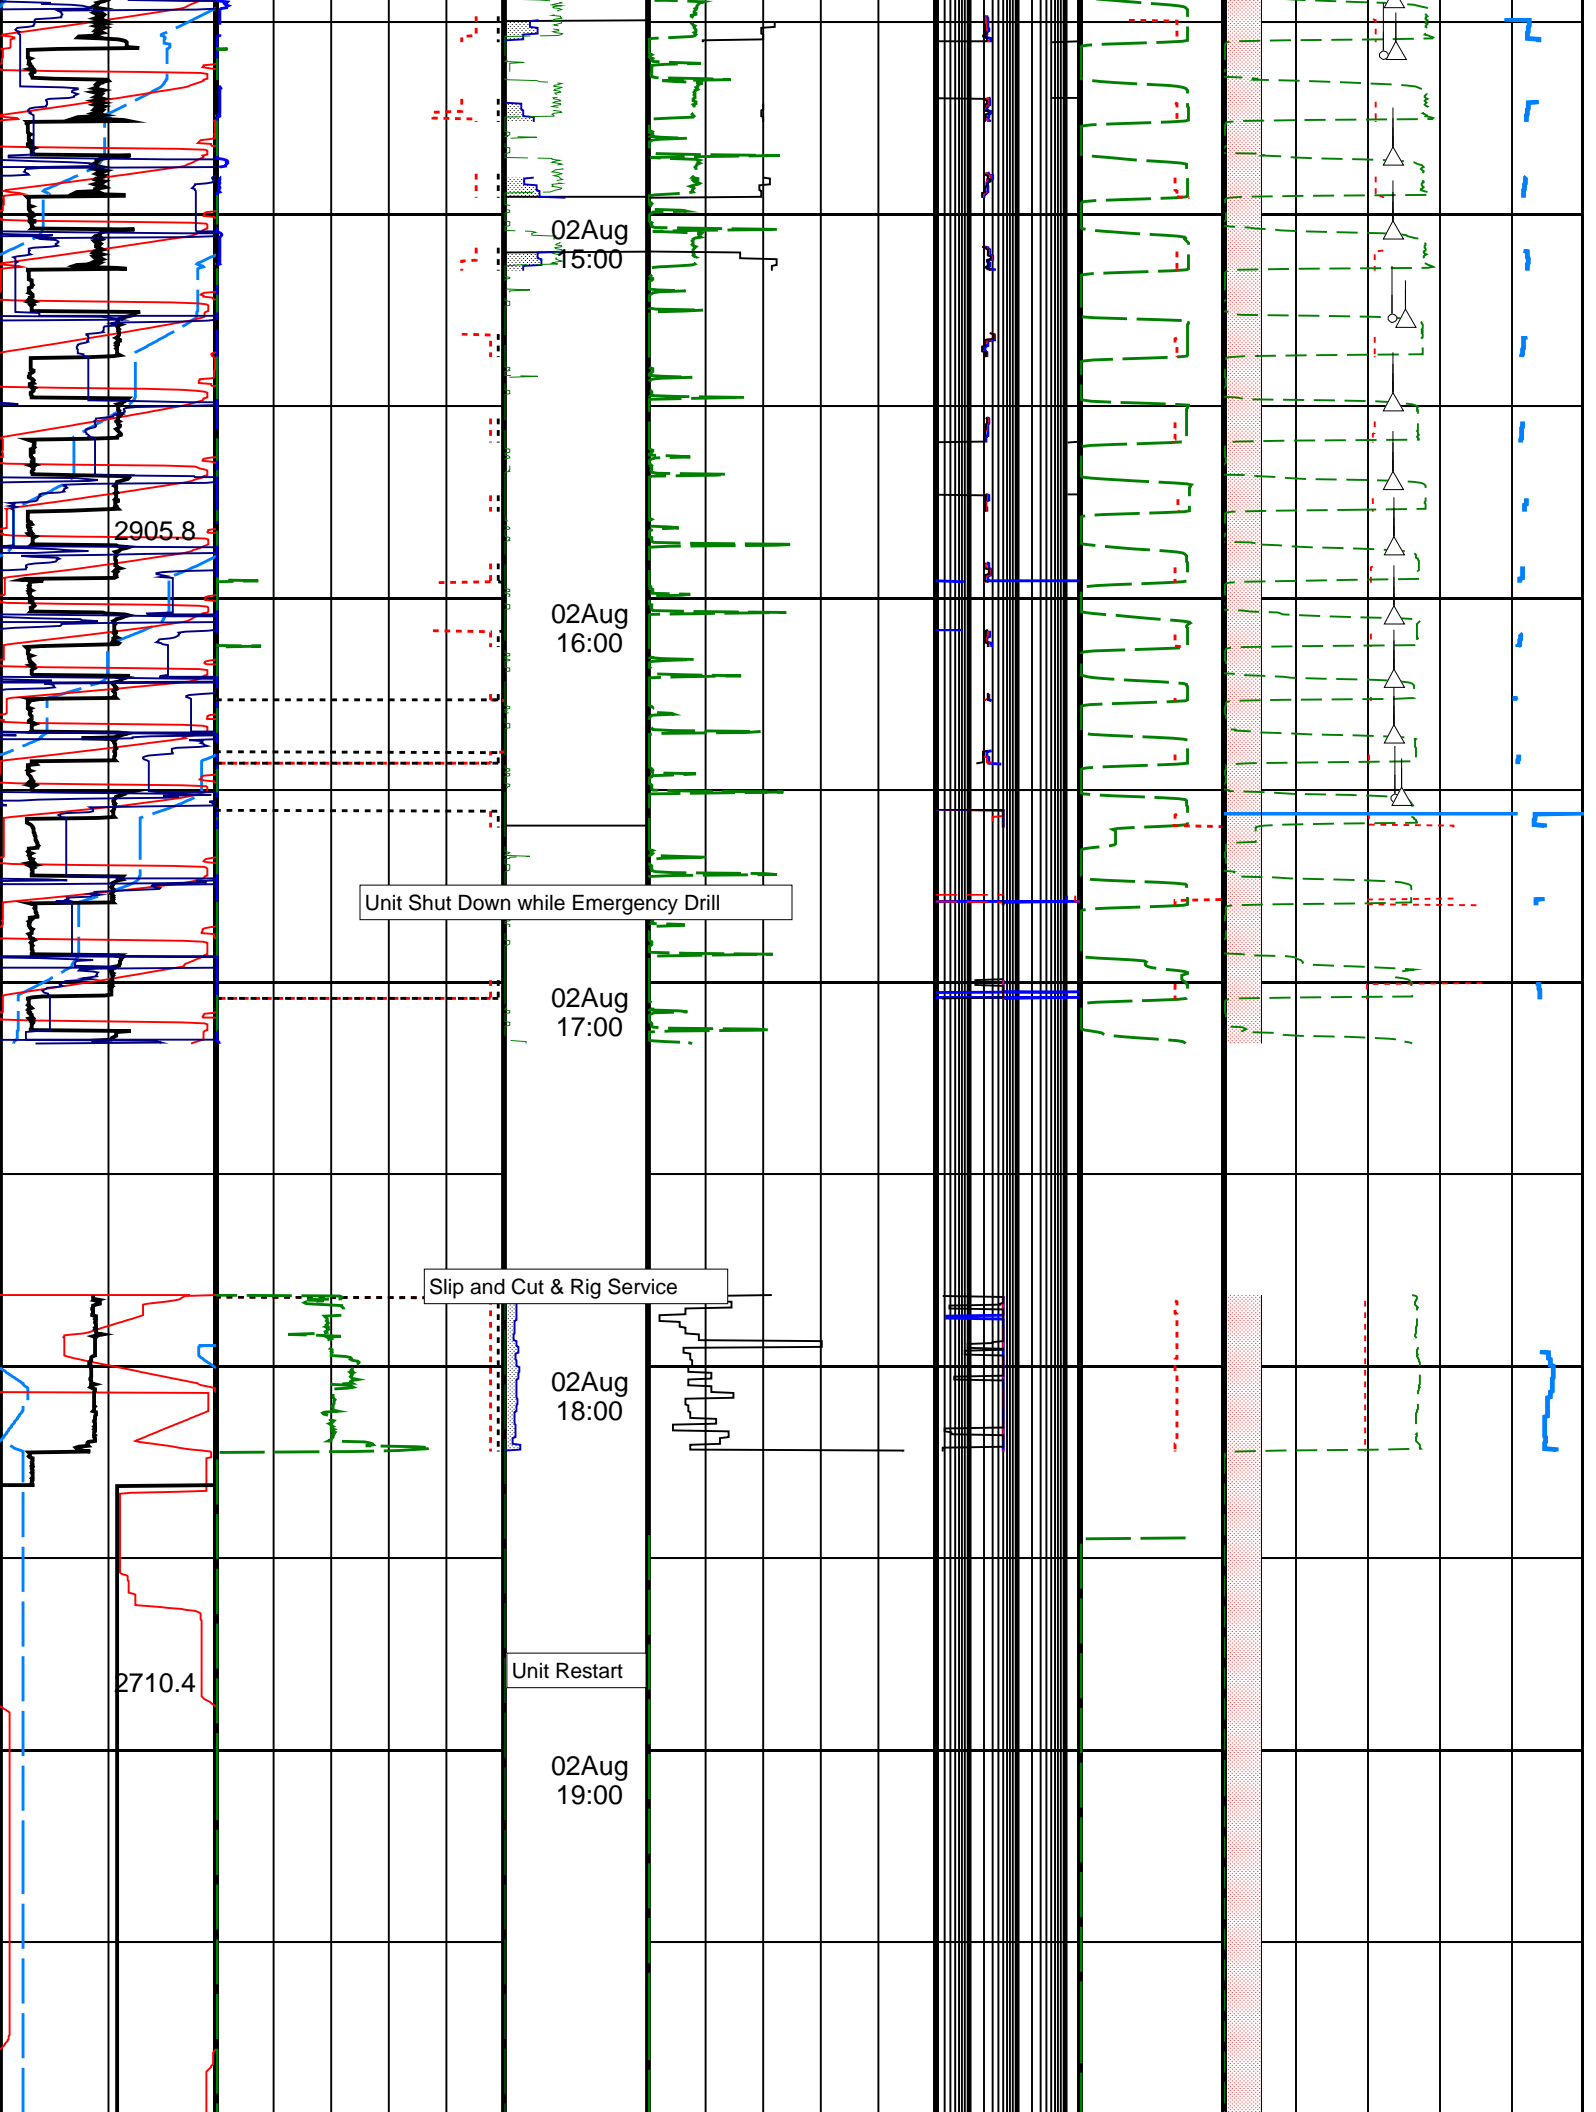 02Aug
15:00
2905.8
02Aug
16:00
Unit Shut Down while Emergency Drill
02Aug
17:00
Slip and Cut & Rig Service
02Aug
18:00
Unit Restart
2710.4
02Aug
19:00